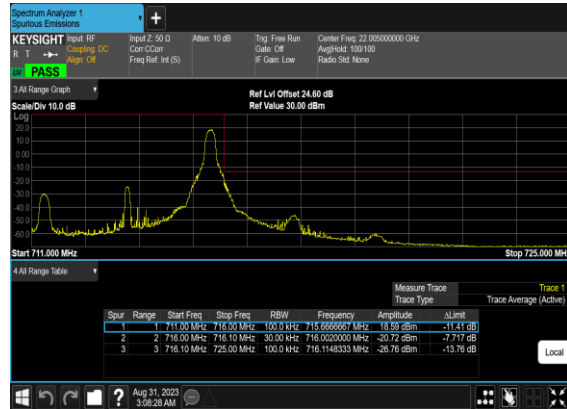 Spectrum Analyzer 1
Spurious Emissions
KEYSIGHT Input: RF Input Z: 50 Ω Atten: 10 dB Trig: Free Run Center Freq: 22.005000000 GHz
R T Coupling: DC Corr CCorr Gate: Off Avg|Hold: 100/100
Align: Off Freq Ref: Int (S) IF Gain: Low Radio Std: None
PASS
3 All Range Graph
Ref Lvl Offset 24.60 dB
Scale/Div 10.0 dB Ref Value 30.00 dBm
Log
20.0
10.0
0.00
-10.0
-20.0
-30.0
-40.0
-50.0
-60.0
Start 711.000 MHz Stop 725.000 MHz
4 All Range Table
Measure Trace Trace 1
Trace Type Trace Average (Active)
Spur Range Start Freq Stop Freq RBW Frequency Amplitude ΔLimit
1 1 711.00 MHz 716.00 MHz 100.0 kHz 715.6666667 MHz 18.59 dBm -11.41 dB
2 2 716.00 MHz 716.10 MHz 30.00 kHz 716.0020000 MHz -20.72 dBm -7.717 dB
3 3 716.10 MHz 725.00 MHz 100.0 kHz 716.1148333 MHz -26.76 dBm -13.76 dB
Local
Aug 31, 2023
3:08:28 AM